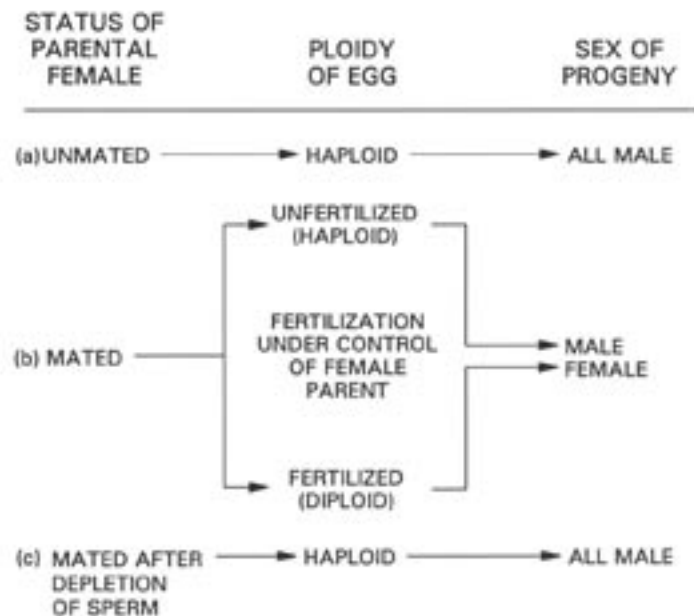 STATUS OF
PARENTAL
FEMALE
PLOIDY
OF EGG
SEX OF
PROGENY
(a) UNMATED
HAPLOID
ALL MALE
UNFERTILIZED
(HAPLOID)
(b) MATED
FERTILIZATION
UNDER CONTROL
OF FEMALE
PARENT
MALE
FEMALE
FERTILIZED
(DIPLOID)
(c) MATED AFTER
DEPLETION
OF SPERM
HAPLOID
ALL MALE